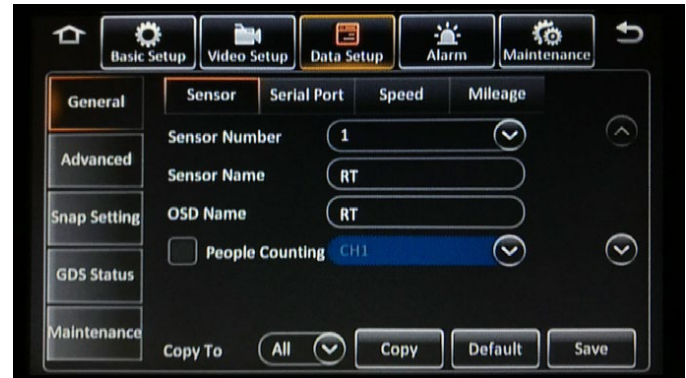 Basic Setup Video Setup Data Setup Alarm Maintenance
General
Advanced
Snap Setting
GDS Status
Maintenance
Sensor Serial Port Speed Mileage
Sensor Number 1
Sensor Name RT
OSD Name RT
People Counting CH1
Copy To All Copy Default Save